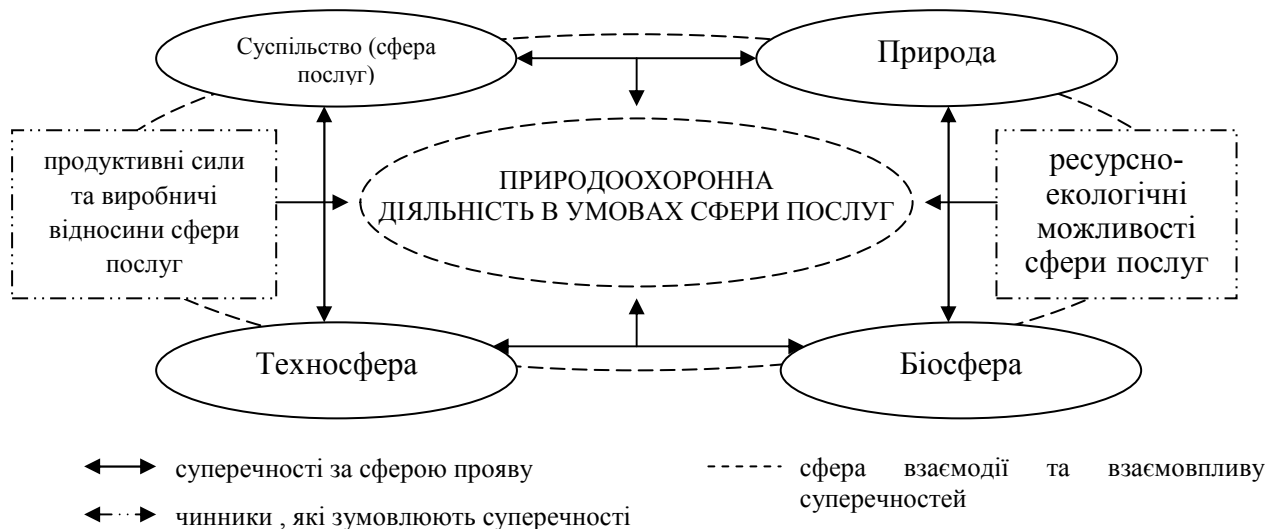 Суспільство (сфера
послуг)
Природа
продуктивні сили
та виробничі
відносини сфери
послуг
ПРИРОДООХОРОННА
ДІЯЛЬНІСТЬ В УМОВАХ СФЕРИ ПОСЛУГ
ресурсно-
екологічні
можливості
сфери послуг
Техносфера
Біосфера
суперечності за сферою прояву
чинники , які зумовлюють суперечності
сфера взаємодії та взаємовпливу
суперечностей